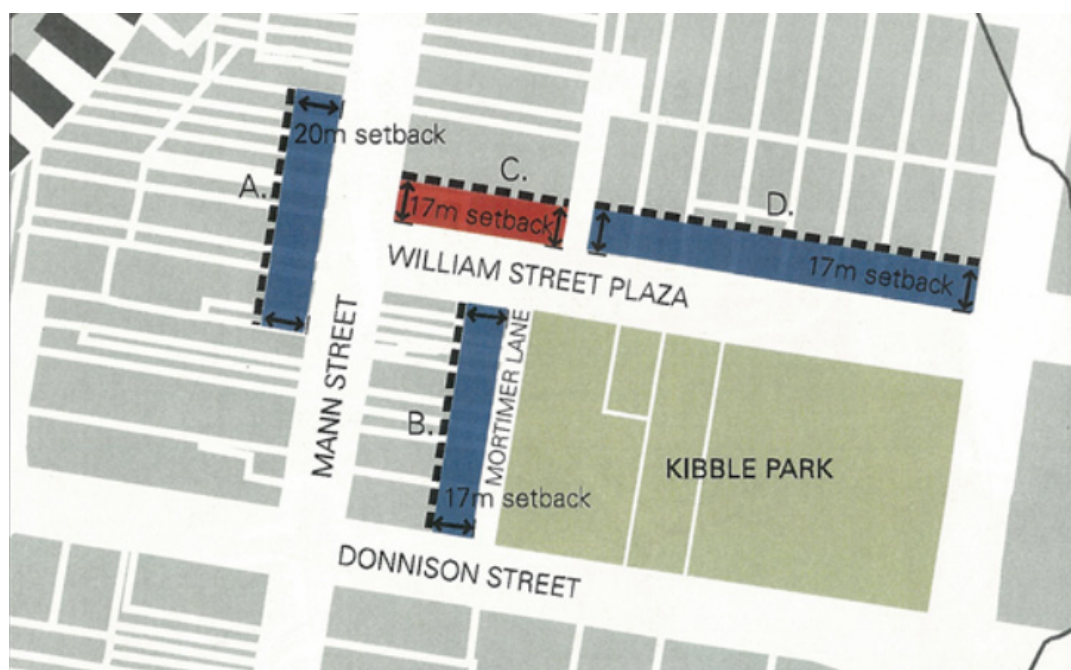 20m setback
A.
C.
17m setback
D.
17m setback
WILLIAM STREET PLAZA
MANN STREET
MORTIMER LANE
B.
17m setback
KIBBLE PARK
DONNISON STREET